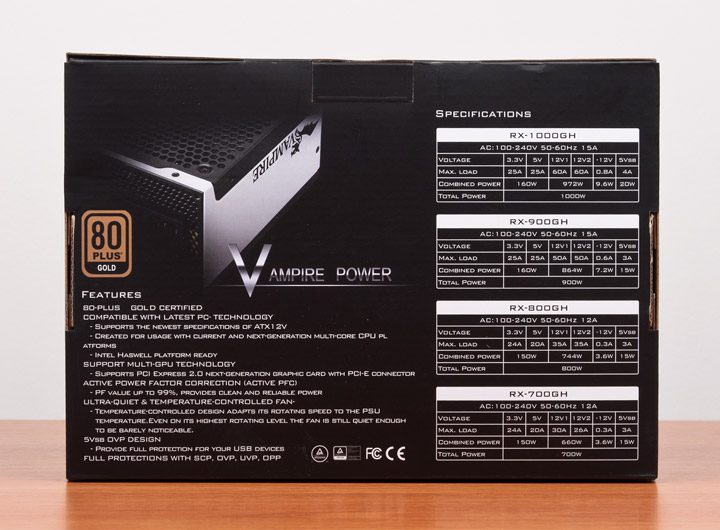 VAMPIRE
80
PLUS
GOLD
VAMPIRE POWER
FEATURES
80-PLUS GOLD CERTIFIED
COMPATIBLE WITH LATEST PC- TECHNOLOGY
- SUPPORTS THE NEWEST SPECIFICATIONS OF ATX12V
- CREATED FOR USAGE WITH CURRENT AND NEXT-GENERATION MULTI-CORE CPU PL
ATFORMS
- INTEL HASWELL PLATFORM READY
SUPPORT MULTI-GPU TECHNOLOGY
- SUPPORTS PCI EXPRESS 2.0 NEXT-GENERATION GRAPHIC CARD WITH PCI-E CONNECTOR
ACTIVE POWER FACTOR CORRECTION (ACTIVE PFC)
- PF VALUE UP TO 99%, PROVIDES CLEAN AND RELIABLE POWER
ULTRA-QUIET & TEMPERATURE-CONTROLLED FAN-
- TEMPERATURE-CONTROLLED DESIGN ADAPTS ITS ROTATING SPEED TO THE PSU
TEMPERATURE.EVEN ON ITS HIGHEST ROTATING LEVEL THE FAN IS STILL QUIET ENOUGH
TO BE BARELY NOTICEABLE.
5VSB OVP DESIGN
- PROVIDE FULL PROTECTION FOR YOUR USB DEVICES
FULL PROTECTIONS WITH SCP, OVP, UVP, OPP
FC CE
SPECIFICATIONS
RX-1000GH
AC:100-240V 50-60HZ 15A
VOLTAGE 3.3V 5V 12V1 12V2 -12V 5VSB
MAX. LOAD 25A 25A 60A 60A 0.8A 4A
COMBINED POWER 160W 972W 9.6W 20W
TOTAL POWER 1000W
RX-900GH
AC:100-240V 50-60HZ 15A
VOLTAGE 3.3V 5V 12V1 12V2 -12V 5VSB
MAX. LOAD 25A 25A 50A 50A 0.6A 3A
COMBINED POWER 160W 864W 7.2W 15W
TOTAL POWER 900W
RX-800GH
AC:100-240V 50-60HZ 12A
VOLTAGE 3.3V 5V 12V1 12V2 -12V 5VSB
MAX. LOAD 24A 20A 35A 35A 0.3A 3A
COMBINED POWER 150W 744W 3.6W 15W
TOTAL POWER 800W
RX-700GH
AC:100-240V 50-60HZ 12A
VOLTAGE 3.3V 5V 12V1 12V2 -12V 5VSB
MAX. LOAD 24A 20A 30A 26A 0.3A 3A
COMBINED POWER 150W 660W 3.6W 15W
TOTAL POWER 700W